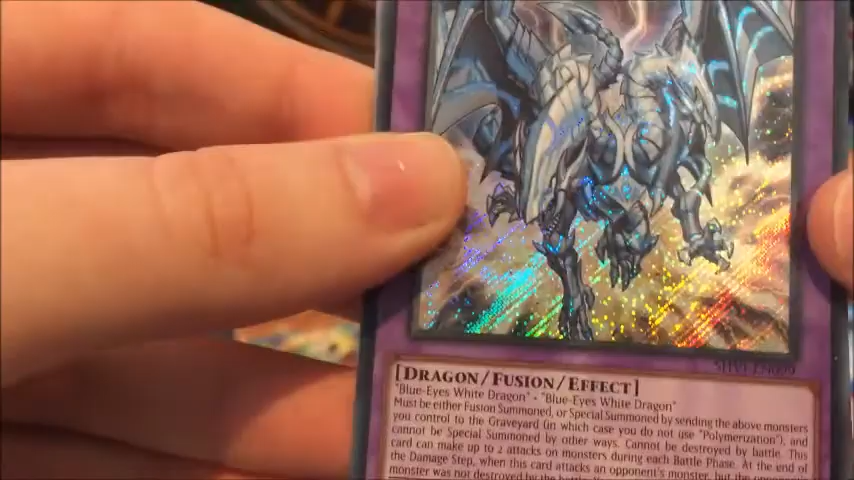 SHVI-EN099
[DRAGON/FUSION/EFFECT]
"Blue-Eyes White Dragon" + "Blue-Eyes White Dragon"
Must be either Fusion Summoned, or Special Summoned by sending the above monsters
you control to the Graveyard (in which case you do not use "Polymerization"), and
cannot be Special Summoned by other ways. Cannot be destroyed by battle. This
card can make up to 2 attacks on monsters during each Battle Phase. At the end of
the Damage Step, when this card attacks an opponent's monster, but the opponent's
monster was not destroyed by the battle: